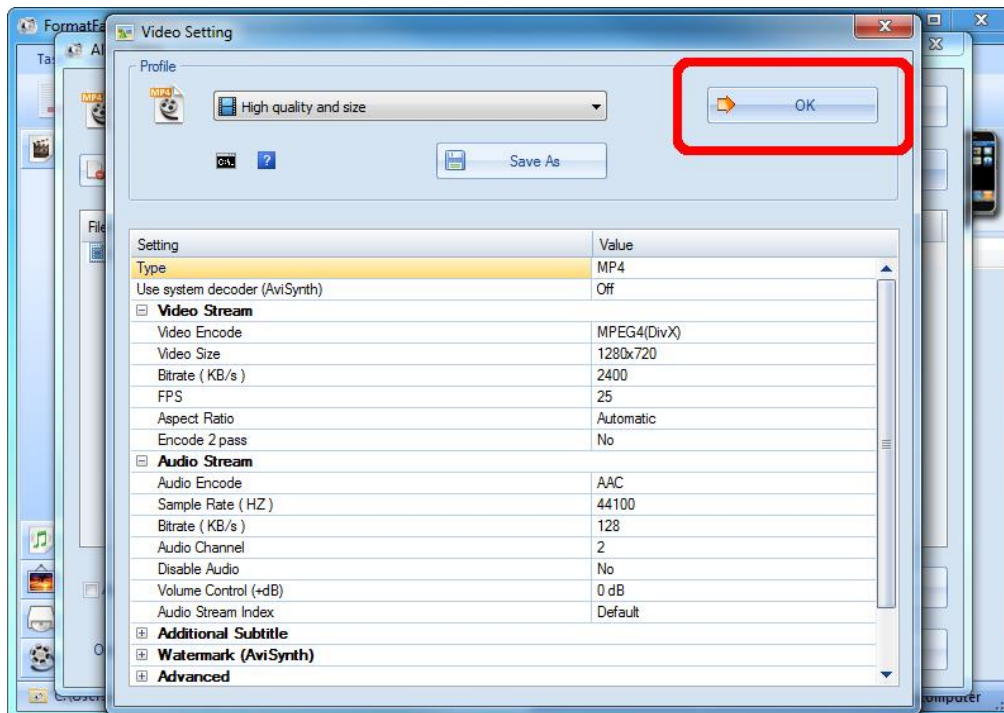 FormatFa
Video Setting
Profile
MP4
High quality and size
OK
C:\.
?
Save As
File
Setting Value
Type MP4
Use system decoder (AviSynth) Off
Video Stream
Video Encode MPEG4(DivX)
Video Size 1280x720
Bitrate ( KB/s ) 2400
FPS 25
Aspect Ratio Automatic
Encode 2 pass No
Audio Stream
Audio Encode AAC
Sample Rate ( HZ ) 44100
Bitrate ( KB/s ) 128
Audio Channel 2
Disable Audio No
Volume Control (+dB) 0 dB
Audio Stream Index Default
Additional Subtitle
Watermark (AviSynth)
Advanced